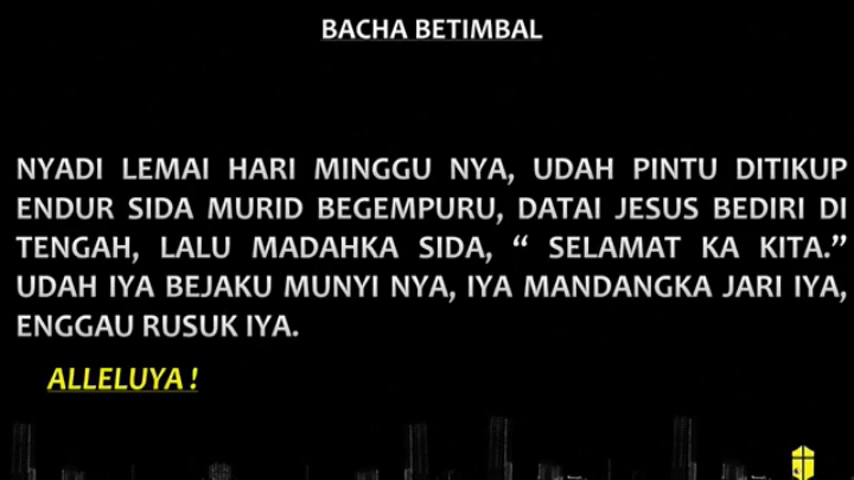 BACHA BETIMBAL
NYADI LEMAI HARI MINGGU NYA, UDAH PINTU DITIKUP
ENDUR SIDA MURID BEGEMPURU, DATAI JESUS BEDIRI DI
TENGAH, LALU MADAHKA SIDA, “ SELAMAT KA KITA.”
UDAH IYA BEJAKU MUNYI NYA, IYA MANDANGKA JARI IYA,
ENGGAU RUSUK IYA.
ALLELUYA !